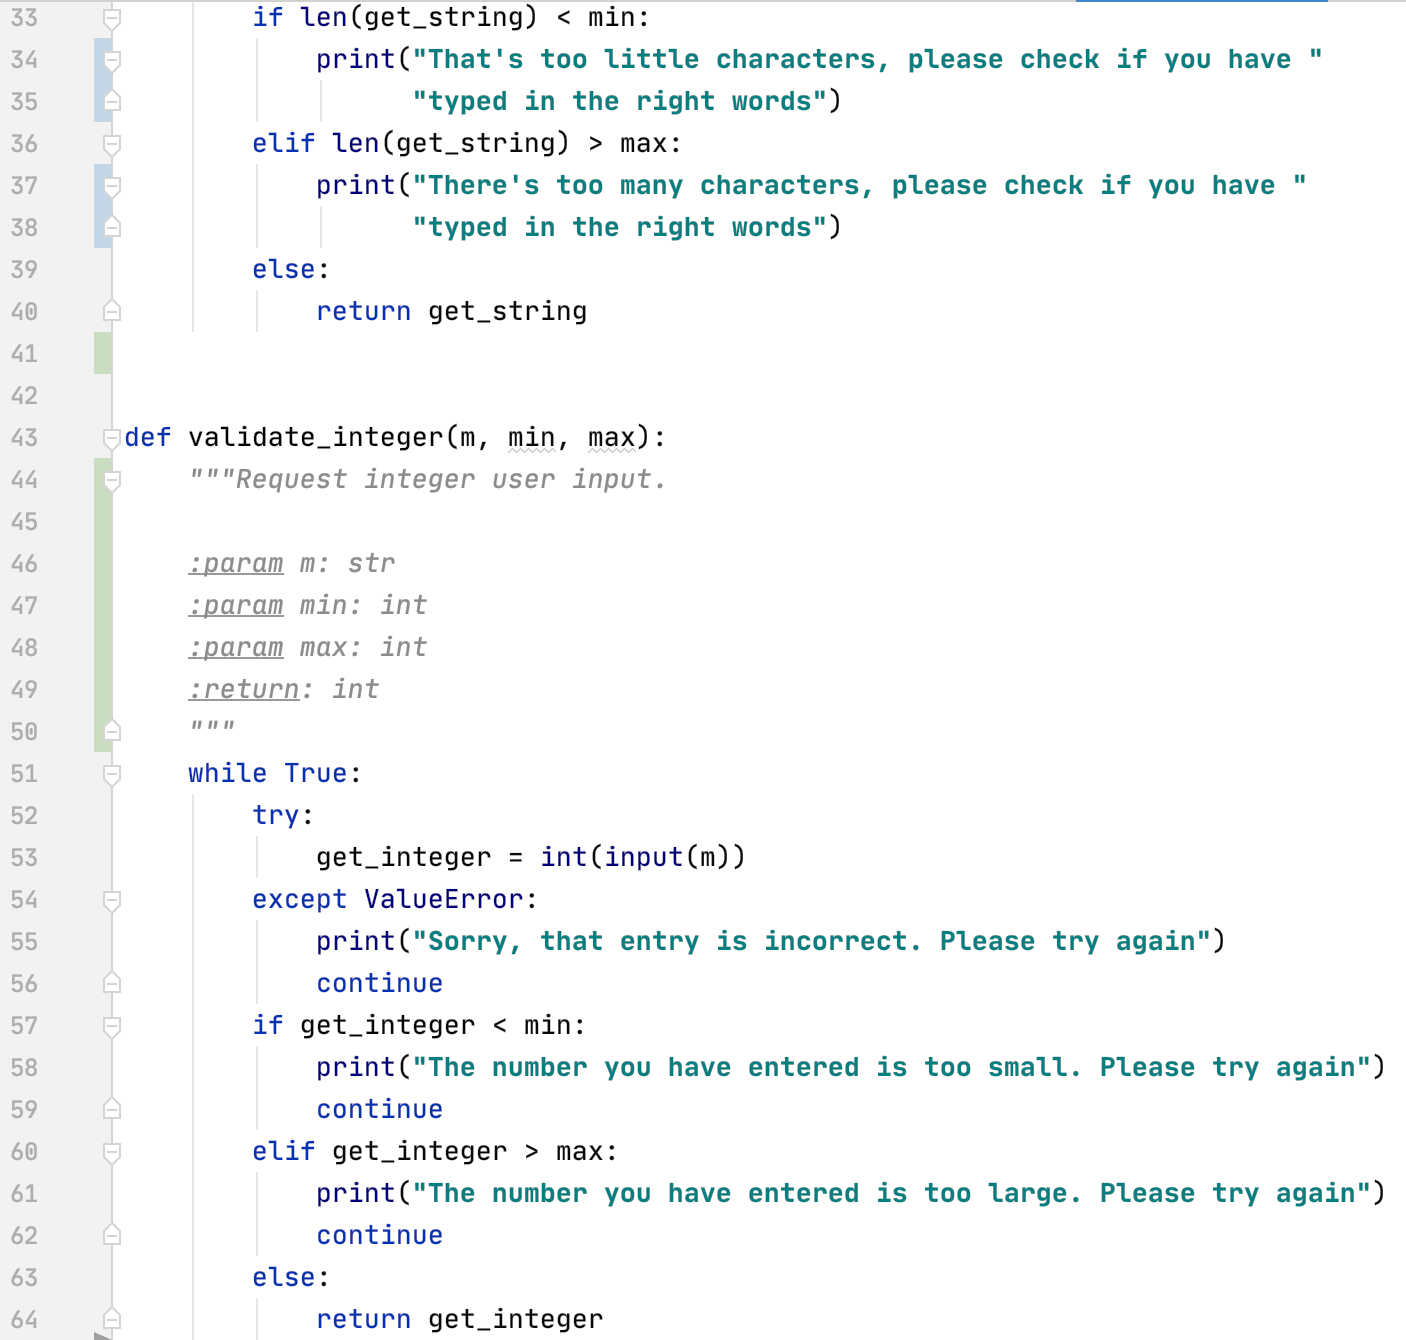 33 if len(get_string) < min:
34 print("That's too little characters, please check if you have "
35 "typed in the right words")
36 elif len(get_string) > max:
37 print("There's too many characters, please check if you have "
38 "typed in the right words")
39 else:
40 return get_string
41
42
43 def validate_integer(m, min, max):
44 """Request integer user input.
45
46 :param m: str
47 :param min: int
48 :param max: int
49 :return: int
50 """
51 while True:
52 try:
53 get_integer = int(input(m))
54 except ValueError:
55 print("Sorry, that entry is incorrect. Please try again")
56 continue
57 if get_integer < min:
58 print("The number you have entered is too small. Please try again")
59 continue
60 elif get_integer > max:
61 print("The number you have entered is too large. Please try again")
62 continue
63 else:
64 return get_integer